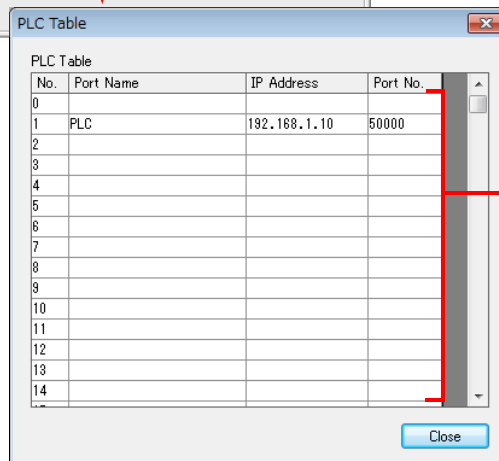 PLC Table
PLC Table
No. Port Name IP Address Port No.
0
1 PLC 192.168.1.10 50000
2
3
4
5
6
7
8
9
10
11
12
13
14
Close